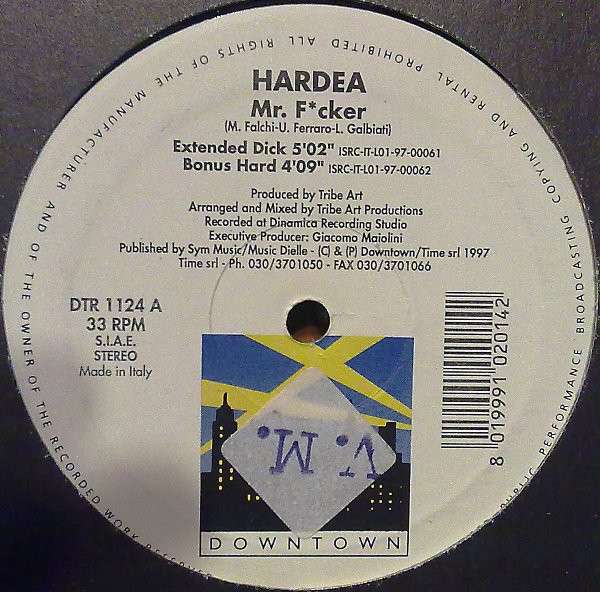 HARDEA
Mr. F*cker
(M. Falchi-U. Ferraro-L. Galbiati)
Extended Dick 5'02" ISRC-IT-L01-97-00061
Bonus Hard 4'09" ISRC-IT-L01-97-00062
Produced by Tribe Art
Arranged and Mixed by Tribe Art Productions
Recorded at Dinamica Recording Studio
Executive Producer: Giacomo Maiolini
Published by Sym Music/Music Dielle - (C) & (P) Downtown/Time srl 1997
Time srl - Ph. 030/3701050 - FAX 030/3701066
DTR 1124 A
33 RPM
S.I.A.E.
STEREO
Made in Italy
8 019991 020142
V. M.
DOWNTOWN
ALL RIGHTS OF THE MANUFACTURER AND OF THE OWNER OF THE RECORDED WORK RESERVED
PUBLIC PERFORMANCE BROADCASTING COPYING AND RENTAL PROHIBITED